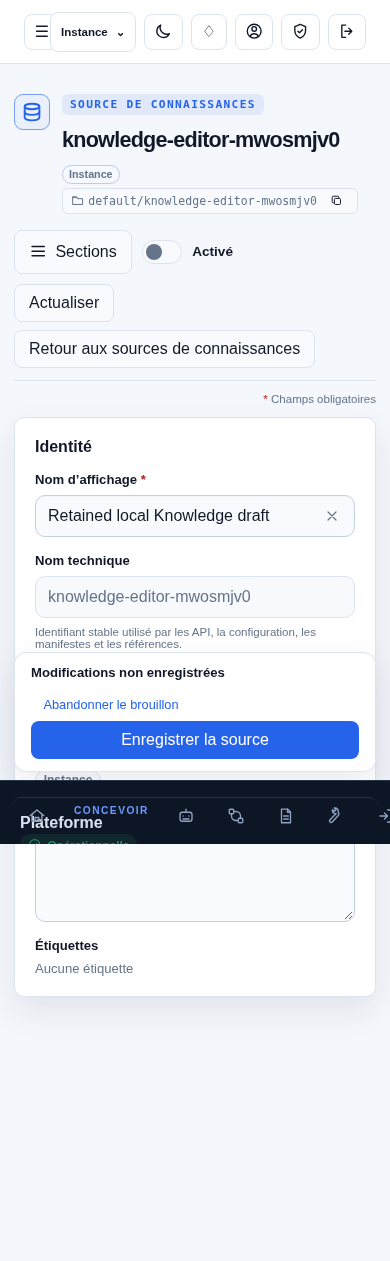 Instance
SOURCE DE CONNAISSANCES
knowledge-editor-mwosmjv0
Instance
default/knowledge-editor-mwosmjv0
Sections
Activé
Actualiser
Retour aux sources de connaissances
* Champs obligatoires
Identité
Nom d’affichage *
Retained local Knowledge draft
Nom technique
knowledge-editor-mwosmjv0
Identifiant stable utilisé par les API, la configuration, les
manifestes et les références.
Modifications non enregistrées
Abandonner le brouillon
Enregistrer la source
Instance
CONCEVOIR
Plateforme
Opérationnelle
Étiquettes
Aucune étiquette